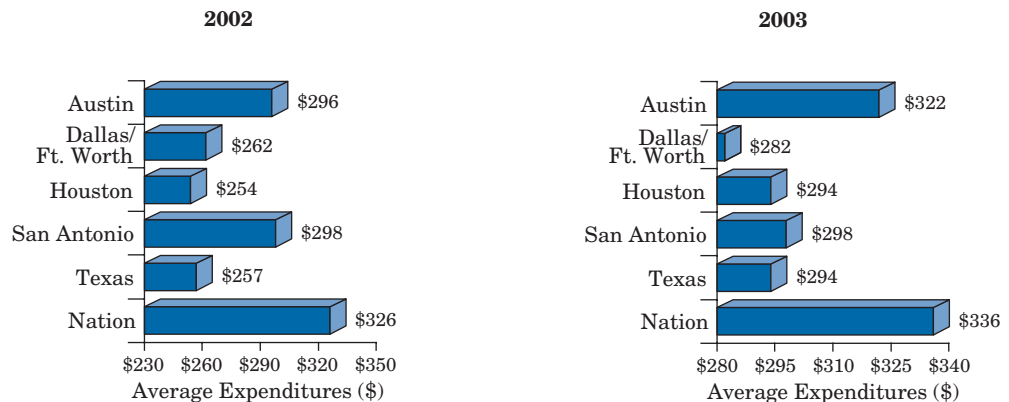 2002
Austin
$296
Dallas/
Ft. Worth
$262
Houston
$254
San Antonio
$298
Texas
$257
Nation
$326
$230 $260 $290 $320 $350
Average Expenditures ($)
2003
Austin
$322
Dallas/
Ft. Worth
$282
Houston
$294
San Antonio
$298
Texas
$294
Nation
$336
$280 $295 $310 $325 $340
Average Expenditures ($)